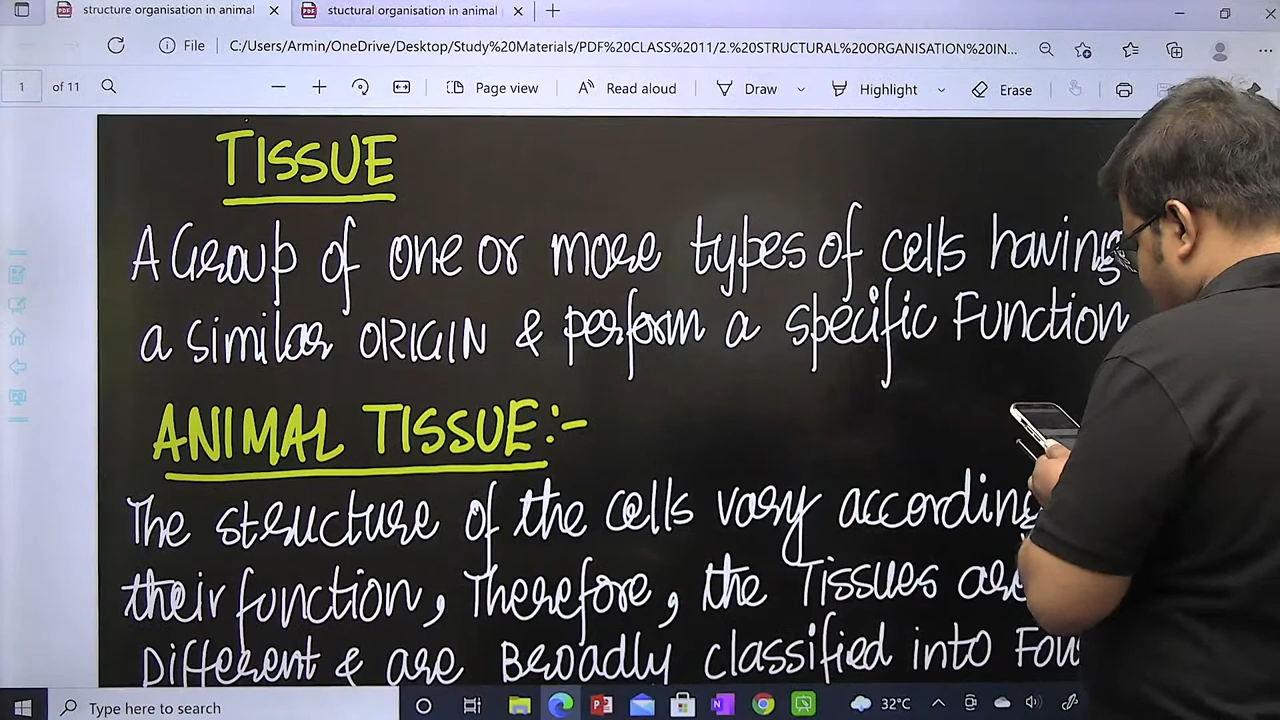 structure organisation in animal
stuctural organisation in animal
File
C:/Users/Armin/OneDrive/Desktop/Study%20Materials/PDF%20CLASS%2011/2.%20STRUCTURAL%20ORGANISATION%20IN...
1 of 11
Page view
Read aloud
Draw
Highlight
Erase
TISSUE
A Group of one or more types of cells having
a similar ORIGIN & perform a specific Function
ANIMAL TISSUE:-
The structure of the cells vary according
their function, Therefore, the Tissues are
Different & are Broadly classified into Four
Type here to search
32°C